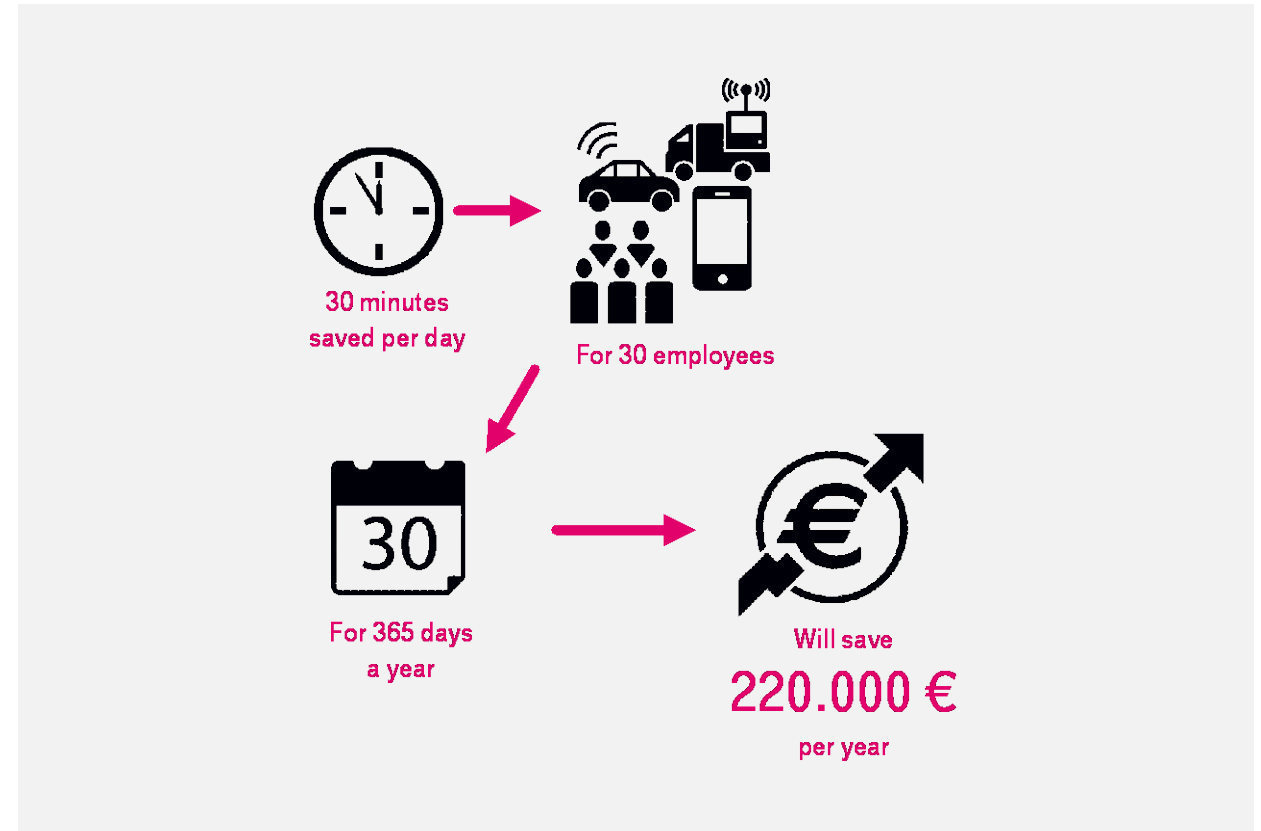 30 minutes
saved per day
For 30 employees
30
For 365 days
a year
Will save
220.000 €
per year